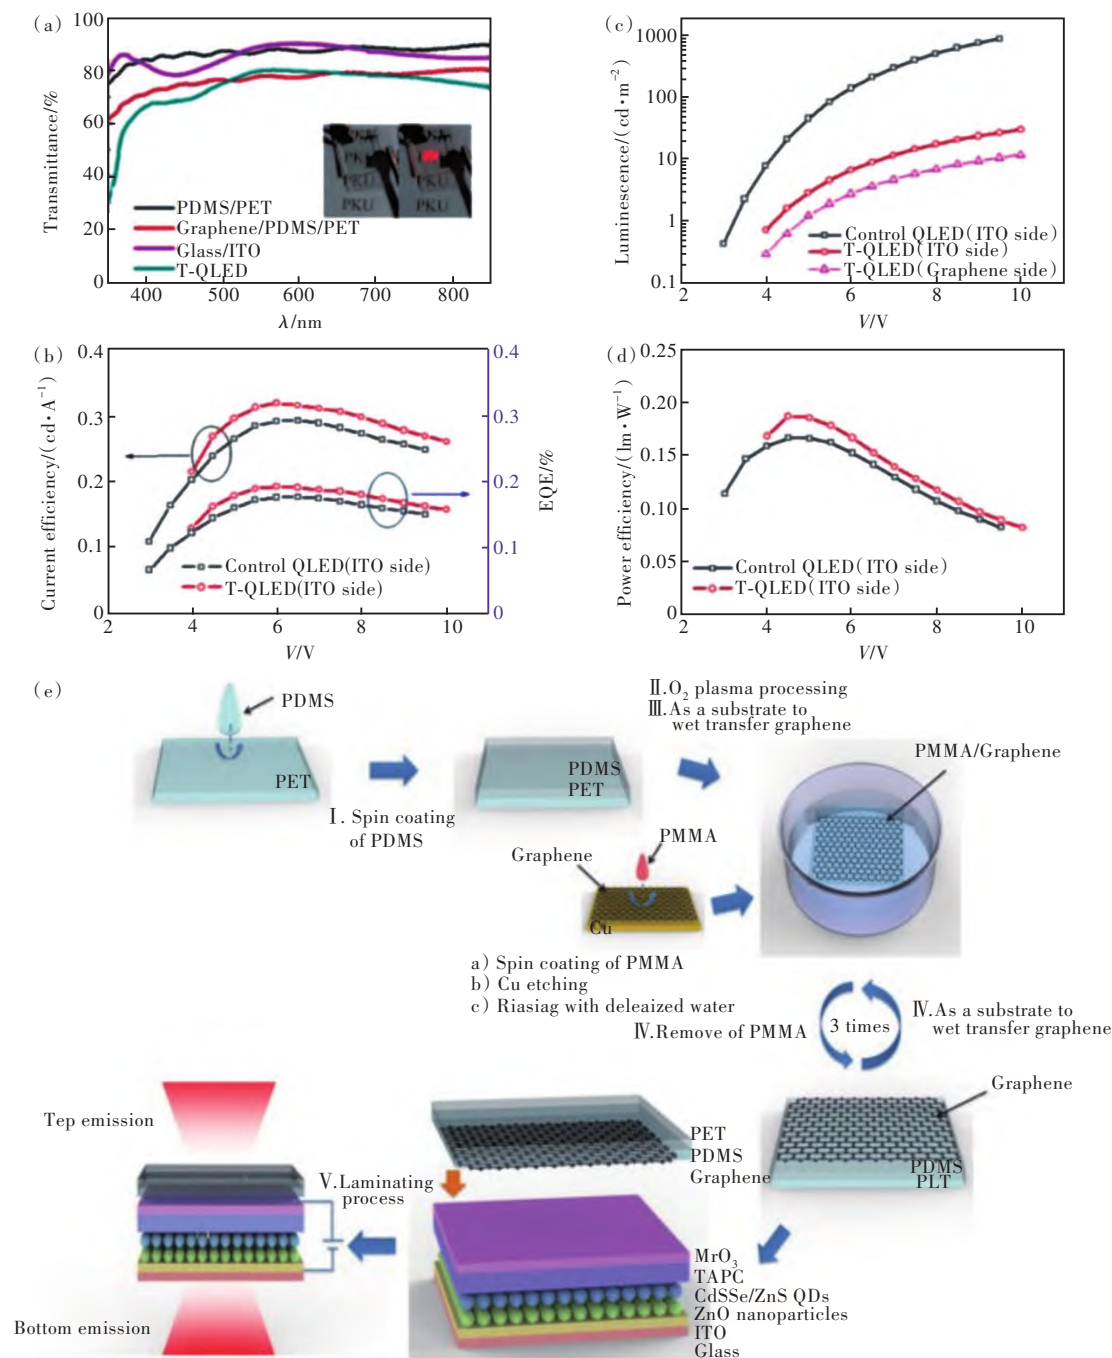 (a)
100
80
60
40
20
0
Transmittance/%
PKU
PKU
PKU
PDMS/PET
Graphene/PDMS/PET
Glass/ITO
T-QLED
400
500
600
700
800
λ/nm
(c)
1000
100
10
1
0.1
Luminescence/(cd·m⁻²)
Control QLED(ITO side)
T-QLED(ITO side)
T-QLED(Graphene side)
2
4
6
8
10
V/V
(b)
0.4
0.3
0.2
0.1
0
Current efficiency/(cd·A⁻¹)
0.4
0.3
0.2
0.1
0
EQE/%
Control QLED(ITO side)
T-QLED(ITO side)
2
4
6
8
10
V/V
(d)
0.25
0.20
0.15
0.10
0.05
0
Power efficiency/(lm·W⁻¹)
Control QLED(ITO side)
T-QLED(ITO side)
2
4
6
8
10
V/V
(e)
PDMS
PET
Ⅰ. Spin coating
of PDMS
PDMS
PET
Ⅱ.O₂ plasma processing
Ⅲ.As a substrate to
wet transfer graphene
PMMA/Graphene
Graphene
PMMA
Cu
a) Spin coating of PMMA
b) Cu etching
c) Riasiag with deleaized water
Ⅳ.Remove of PMMA
3 times
Ⅳ.As a substrate to
wet transfer graphene
Graphene
PDMS
PLT
PET
PDMS
Graphene
Ⅴ.Laminating
process
MrO₃
TAPC
CdSSe/ZnS QDs
ZnO nanoparticles
ITO
Glass
Tep emission
Bottom emission